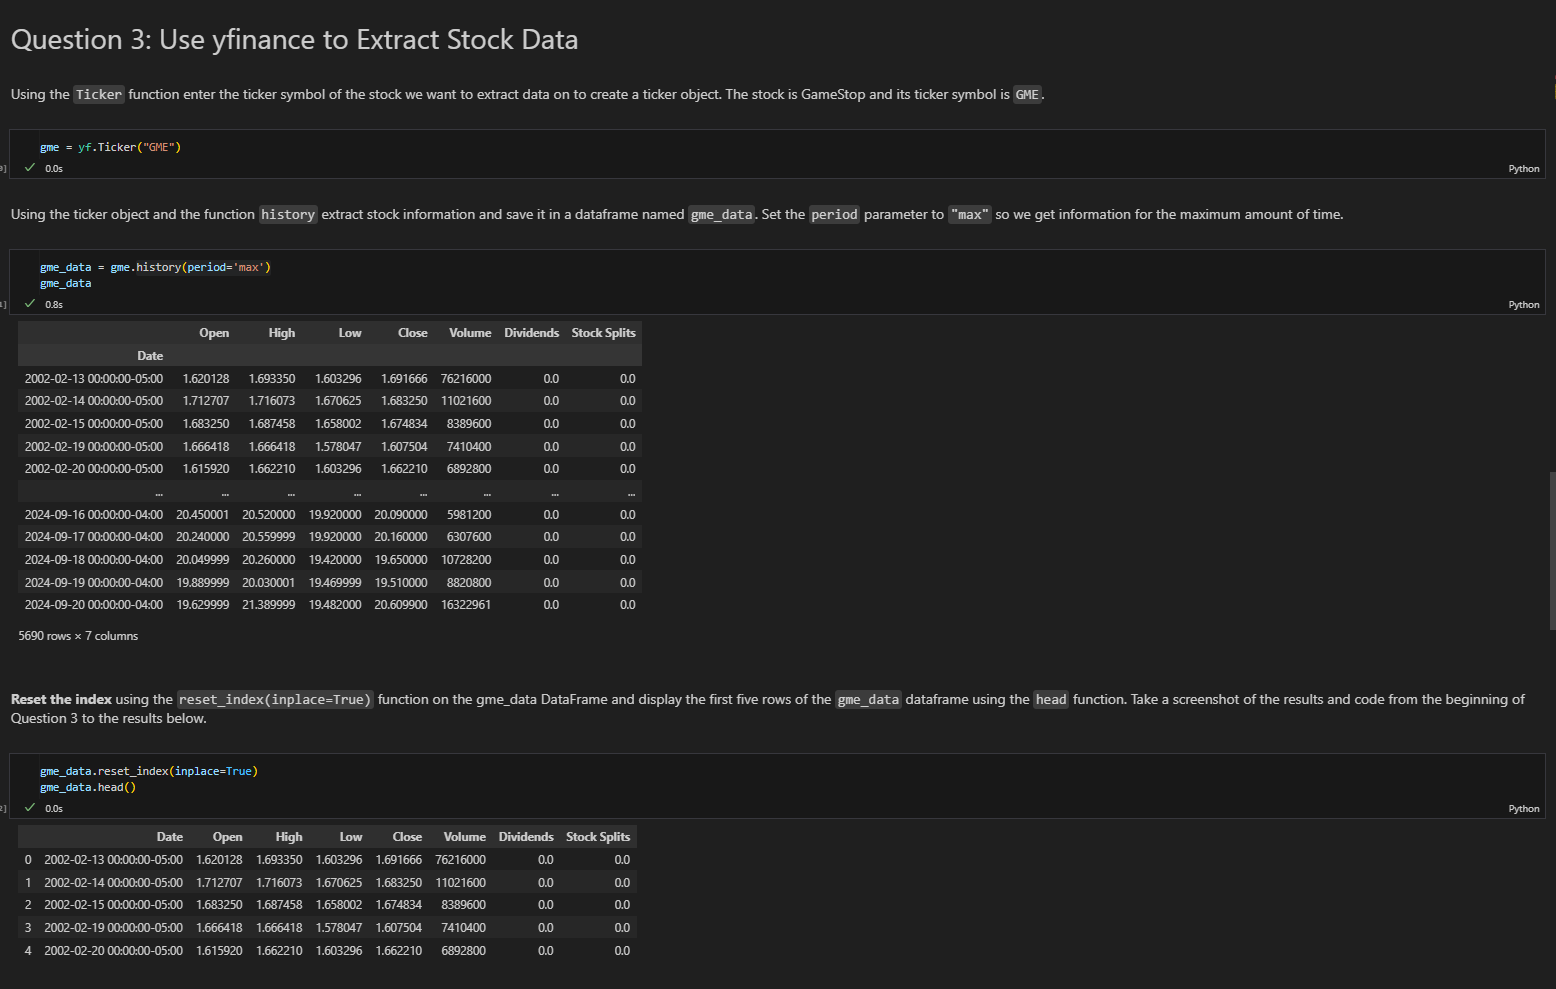 Question 3: Use yfinance to Extract Stock Data
Using the Ticker function enter the ticker symbol of the stock we want to extract data on to create a ticker object. The stock is GameStop and its ticker symbol is GME.
gme = yf.Ticker("GME")
0.0s
Python
Using the ticker object and the function history extract stock information and save it in a dataframe named gme_data. Set the period parameter to "max" so we get information for the maximum amount of time.
gme_data = gme.history(period='max')
gme_data
0.8s
Python
Open High Low Close Volume Dividends Stock Splits
Date
2002-02-13 00:00:00-05:00 1.620128 1.693350 1.603296 1.691666 76216000 0.0 0.0
2002-02-14 00:00:00-05:00 1.712707 1.716073 1.670625 1.683250 11021600 0.0 0.0
2002-02-15 00:00:00-05:00 1.683250 1.687458 1.658002 1.674834 8389600 0.0 0.0
2002-02-19 00:00:00-05:00 1.666418 1.666418 1.578047 1.607504 7410400 0.0 0.0
2002-02-20 00:00:00-05:00 1.615920 1.662210 1.603296 1.662210 6892800 0.0 0.0
... ... ... ... ... ... ... ...
2024-09-16 00:00:00-04:00 20.450001 20.520000 19.920000 20.090000 5981200 0.0 0.0
2024-09-17 00:00:00-04:00 20.240000 20.559999 19.920000 20.160000 6307600 0.0 0.0
2024-09-18 00:00:00-04:00 20.049999 20.260000 19.420000 19.650000 10728200 0.0 0.0
2024-09-19 00:00:00-04:00 19.889999 20.030001 19.469999 19.510000 8820800 0.0 0.0
2024-09-20 00:00:00-04:00 19.629999 21.389999 19.482000 20.609900 16322961 0.0 0.0
5690 rows × 7 columns
Reset the index using the reset_index(inplace=True) function on the gme_data DataFrame and display the first five rows of the gme_data dataframe using the head function. Take a screenshot of the results and code from the beginning of
Question 3 to the results below.
gme_data.reset_index(inplace=True)
gme_data.head()
0.0s
Python
Date Open High Low Close Volume Dividends Stock Splits
0 2002-02-13 00:00:00-05:00 1.620128 1.693350 1.603296 1.691666 76216000 0.0 0.0
1 2002-02-14 00:00:00-05:00 1.712707 1.716073 1.670625 1.683250 11021600 0.0 0.0
2 2002-02-15 00:00:00-05:00 1.683250 1.687458 1.658002 1.674834 8389600 0.0 0.0
3 2002-02-19 00:00:00-05:00 1.666418 1.666418 1.578047 1.607504 7410400 0.0 0.0
4 2002-02-20 00:00:00-05:00 1.615920 1.662210 1.603296 1.662210 6892800 0.0 0.0